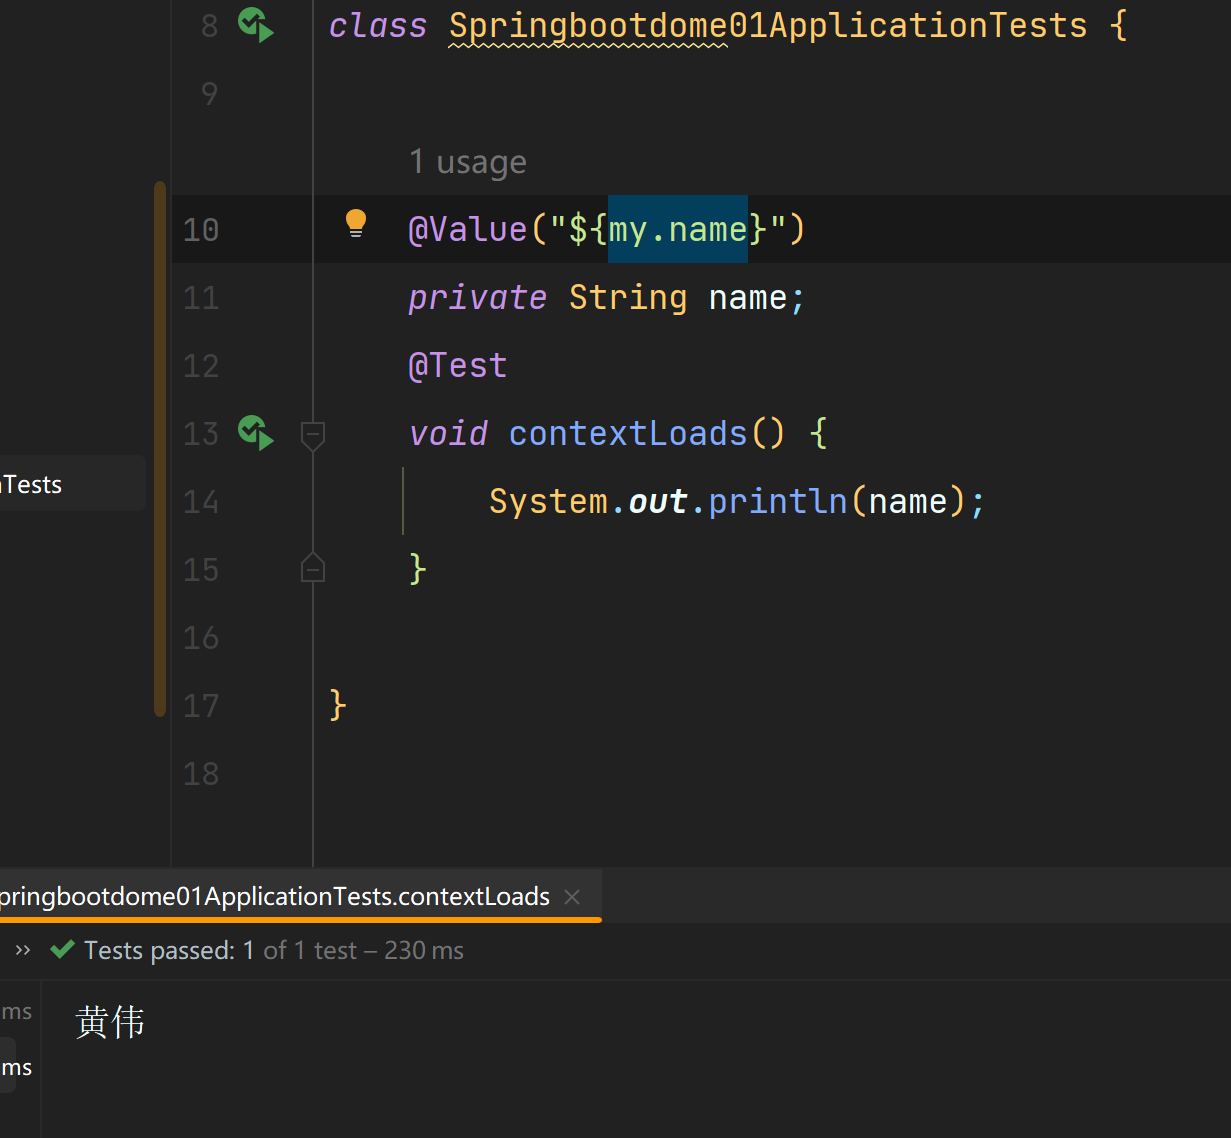 8 class Springbootdome01ApplicationTests {
9
1 usage
10 @Value("${my.name}")
11 private String name;
12 @Test
13 void contextLoads() {
nTests
14 System.out.println(name);
15 }
16
17 }
18
pringbootdome01ApplicationTests.contextLoads ×
» Tests passed: 1 of 1 test – 230 ms
ms 黄伟
ms